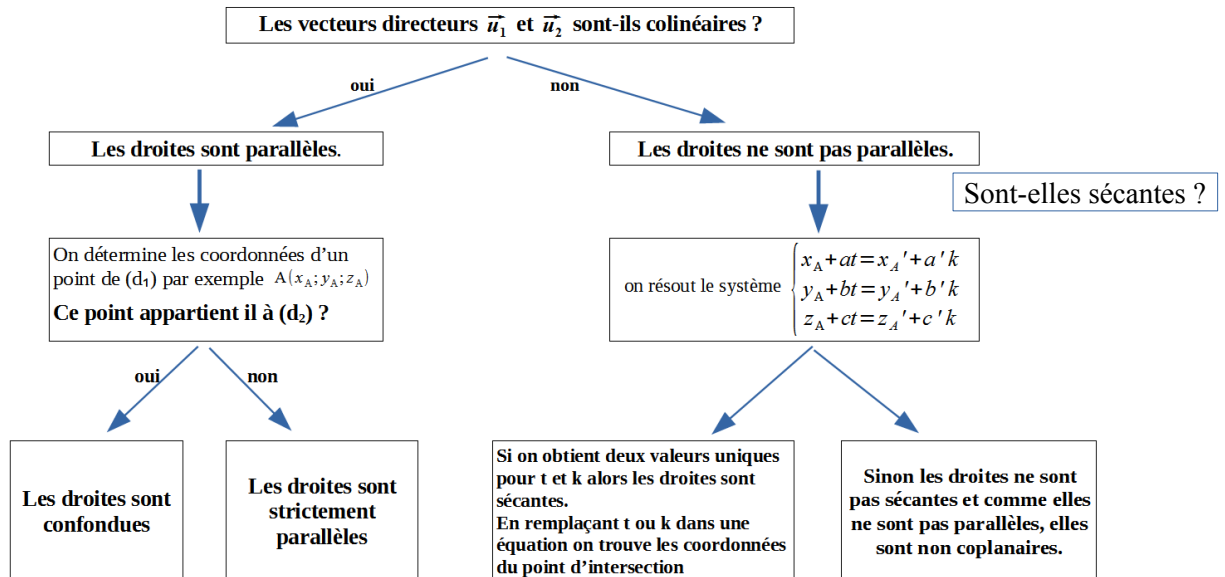 Les vecteurs directeurs $\vec{u_1}$ et $\vec{u_2}$ sont-ils colinéaires ?
oui
non
Les droites sont parallèles.
Les droites ne sont pas parallèles.
Sont-elles sécantes ?
On détermine les coordonnées d'un
point de (d₁) par exemple A(x_A; y_A; z_A)
Ce point appartient il à (d₂) ?
on résout le système
x_A+at=x_A'+a'k
y_A+bt=y_A'+b'k
z_A+ct=z_A'+c'k
oui
non
Les droites sont
confondues
Les droites sont
strictement
parallèles
Si on obtient deux valeurs uniques
pour t et k alors les droites sont
sécantes.
En remplaçant t ou k dans une
équation on trouve les coordonnées
du point d'intersection
Sinon les droites ne sont
pas sécantes et comme elles
ne sont pas parallèles, elles
sont non coplanaires.